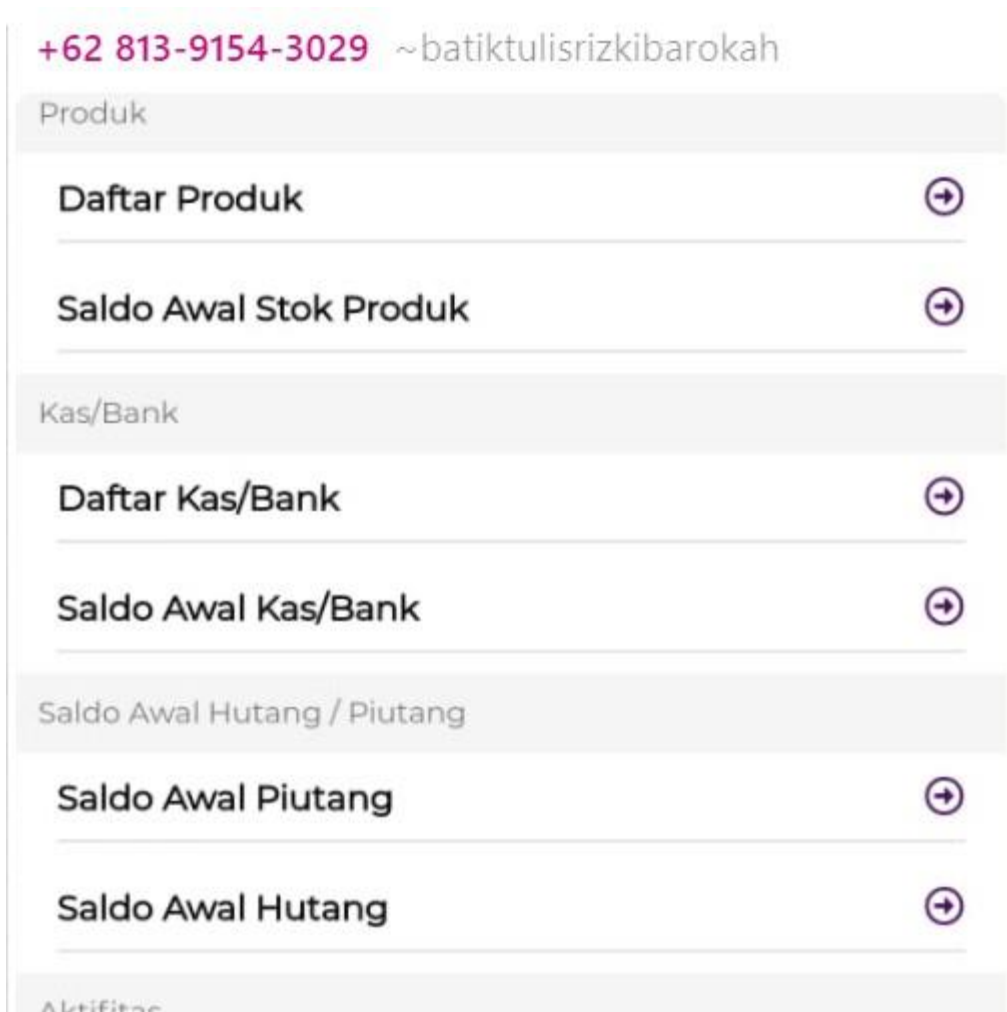 +62 813-9154-3029 ~batiktulisrizkibarokah
Produk
Daftar Produk
Saldo Awal Stok Produk
Kas/Bank
Daftar Kas/Bank
Saldo Awal Kas/Bank
Saldo Awal Hutang / Piutang
Saldo Awal Piutang
Saldo Awal Hutang
Aktifitas